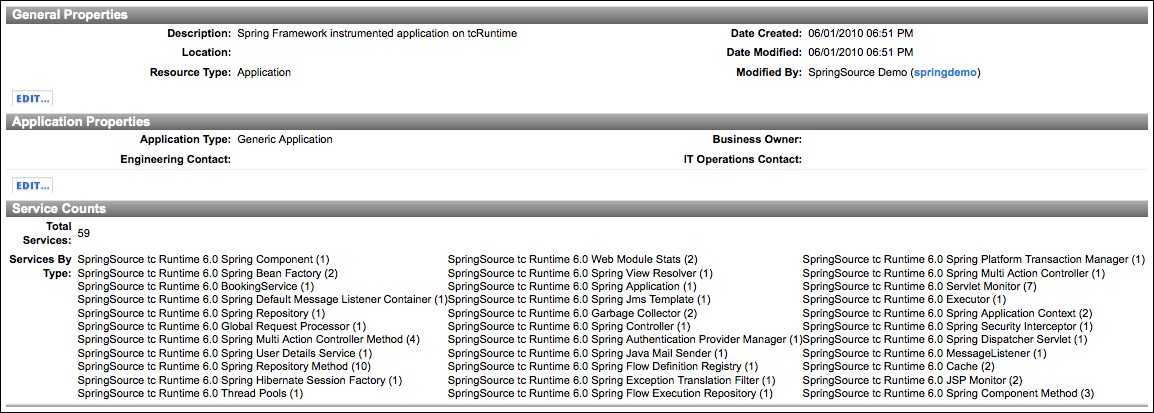 General Properties
Description: Spring Framework instrumented application on tcRuntime Date Created: 06/01/2010 06:51 PM
Location: Date Modified: 06/01/2010 06:51 PM
Resource Type: Application Modified By: SpringSource Demo (springdemo)
EDIT...
Application Properties
Application Type: Generic Application Business Owner:
Engineering Contact: IT Operations Contact:
EDIT...
Service Counts
Total Services: 59
Services By Type: SpringSource tc Runtime 6.0 Spring Component (1) SpringSource tc Runtime 6.0 Web Module Stats (2) SpringSource tc Runtime 6.0 Spring Platform Transaction Manager (1)
SpringSource tc Runtime 6.0 Spring Bean Factory (2) SpringSource tc Runtime 6.0 Spring View Resolver (1) SpringSource tc Runtime 6.0 Spring Multi Action Controller (1)
SpringSource tc Runtime 6.0 BookingService (1) SpringSource tc Runtime 6.0 Spring Application (1) SpringSource tc Runtime 6.0 Servlet Monitor (7)
SpringSource tc Runtime 6.0 Spring Default Message Listener Container (1) SpringSource tc Runtime 6.0 Spring Jms Template (1) SpringSource tc Runtime 6.0 Executor (1)
SpringSource tc Runtime 6.0 Spring Repository (1) SpringSource tc Runtime 6.0 Garbage Collector (2) SpringSource tc Runtime 6.0 Spring Application Context (2)
SpringSource tc Runtime 6.0 Global Request Processor (1) SpringSource tc Runtime 6.0 Spring Controller (1) SpringSource tc Runtime 6.0 Spring Security Interceptor (1)
SpringSource tc Runtime 6.0 Spring Multi Action Controller Method (4) SpringSource tc Runtime 6.0 Spring Authentication Provider Manager (1) SpringSource tc Runtime 6.0 Spring Dispatcher Servlet (1)
SpringSource tc Runtime 6.0 Spring User Details Service (1) SpringSource tc Runtime 6.0 Spring Java Mail Sender (1) SpringSource tc Runtime 6.0 MessageListener (1)
SpringSource tc Runtime 6.0 Spring Repository Method (10) SpringSource tc Runtime 6.0 Spring Flow Definition Registry (1) SpringSource tc Runtime 6.0 Cache (2)
SpringSource tc Runtime 6.0 Spring Hibernate Session Factory (1) SpringSource tc Runtime 6.0 Spring Exception Translation Filter (1) SpringSource tc Runtime 6.0 JSP Monitor (2)
SpringSource tc Runtime 6.0 Thread Pools (1) SpringSource tc Runtime 6.0 Spring Flow Execution Repository (1) SpringSource tc Runtime 6.0 Spring Component Method (3)